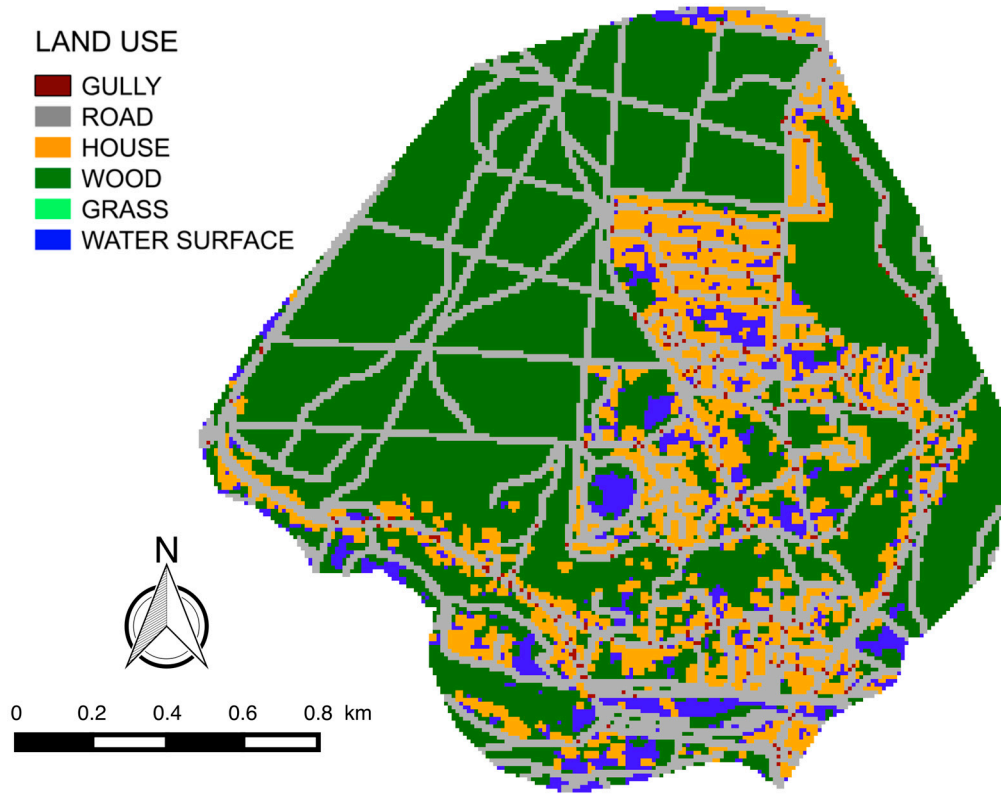 LAND USE
GULLY
ROAD
HOUSE
WOOD
GRASS
WATER SURFACE
N
0 0.2 0.4 0.6 0.8 km